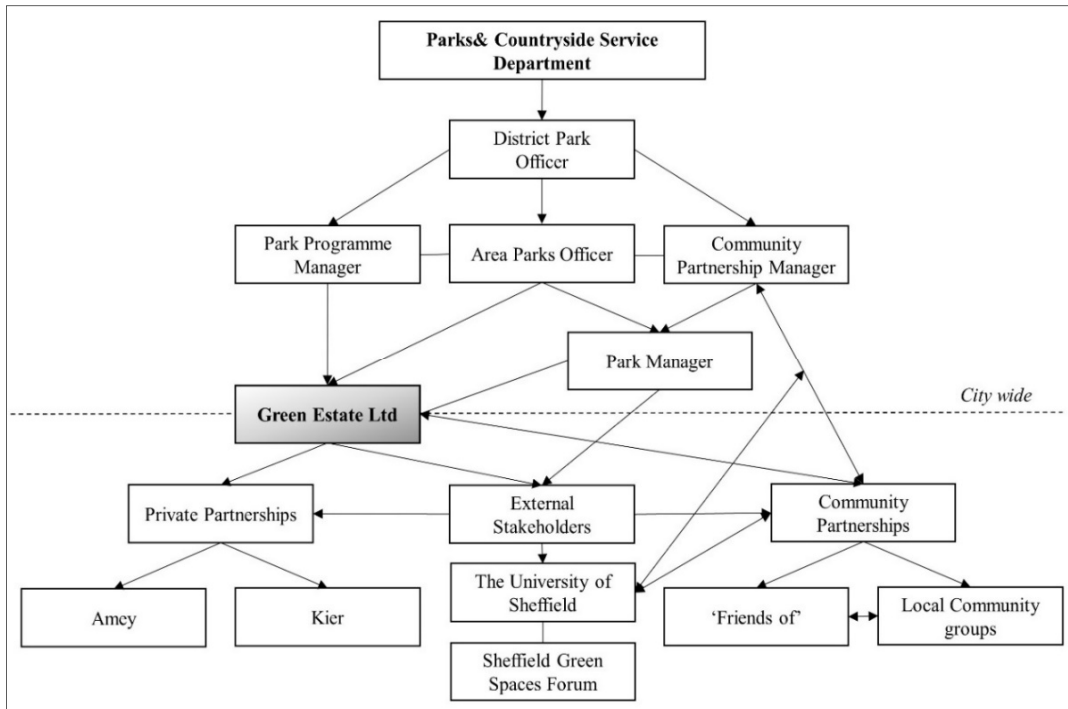 Parks& Countryside Service
Department
District Park
Officer
Park Programme
Manager
Area Parks Officer
Community
Partnership Manager
Park Manager
City wide
Green Estate Ltd
Private Partnerships
External
Stakeholders
Community
Partnerships
Amey
Kier
The University of
Sheffield
‘Friends of’
Local Community
groups
Sheffield Green
Spaces Forum